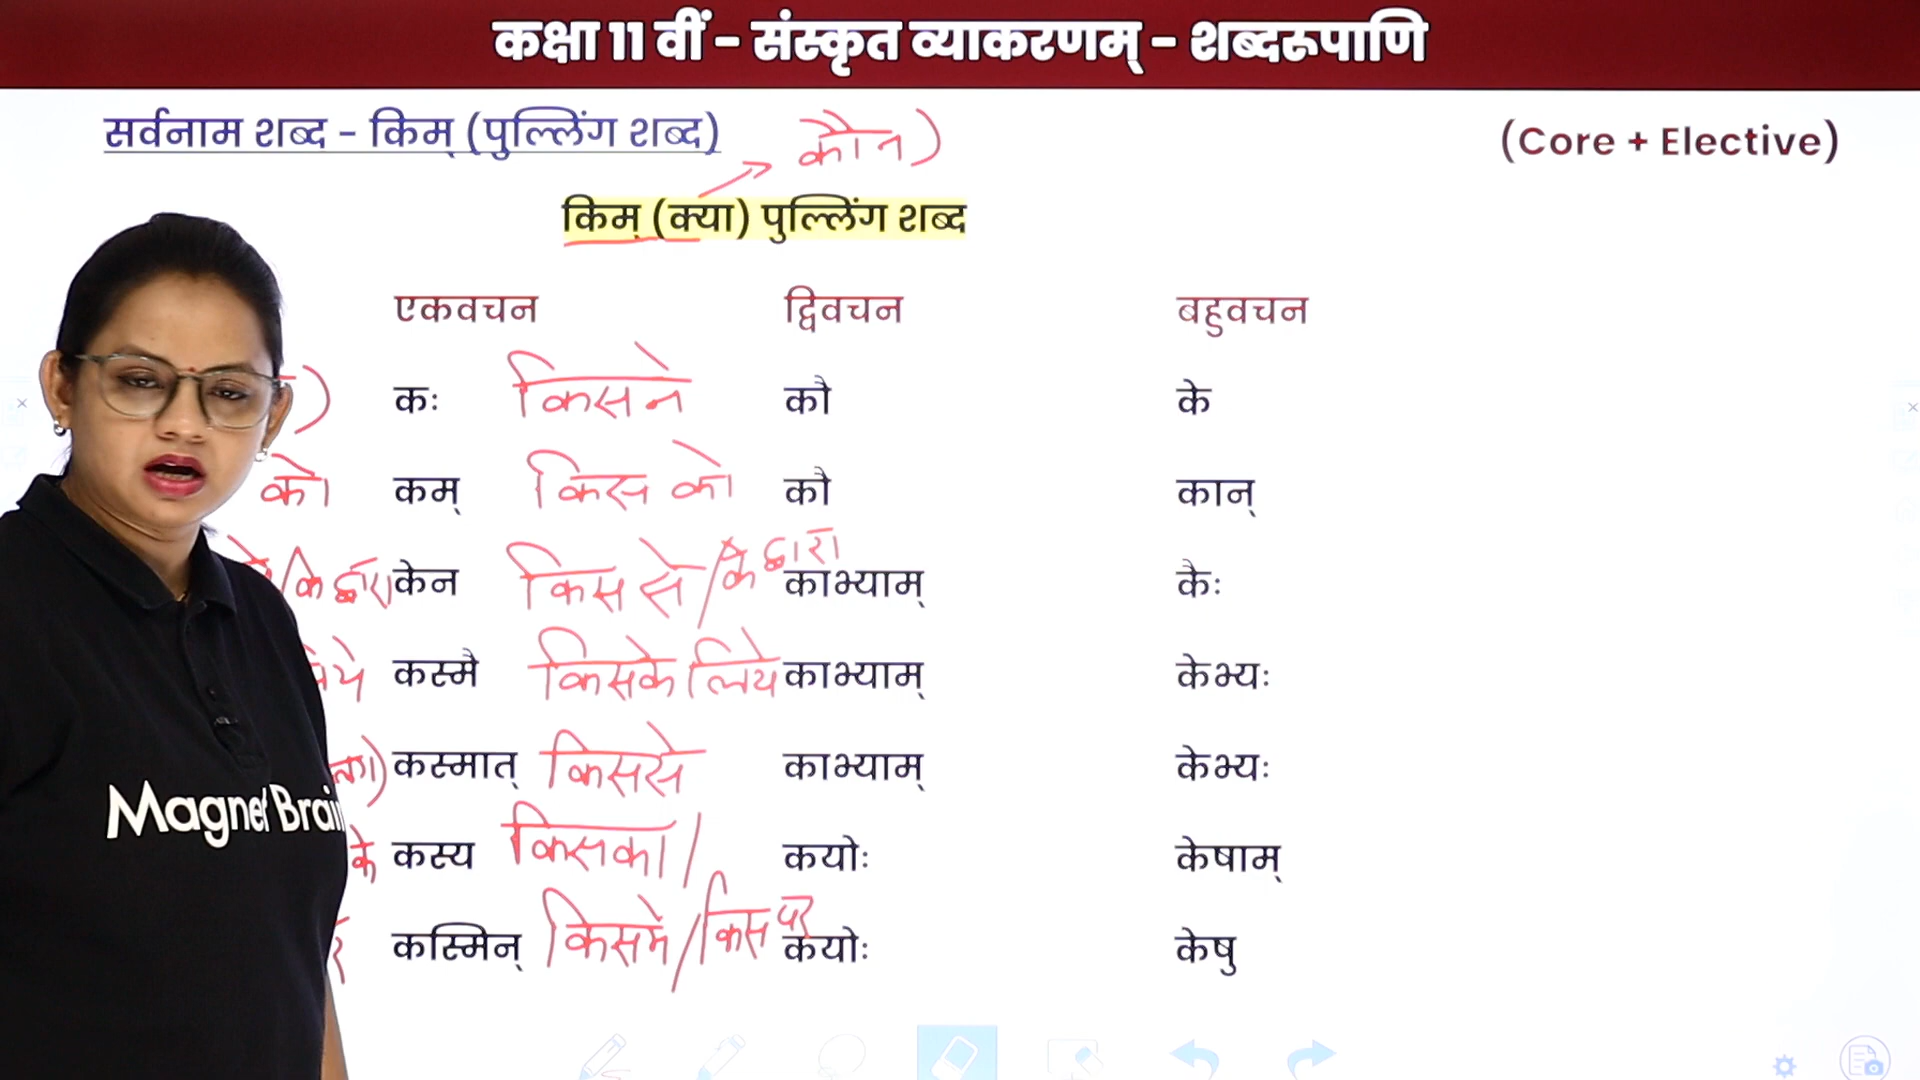 कक्षा 11 वीं - संस्कृत व्याकरणम् - शब्दरूपाणि
सर्वनाम शब्द - किम् (पुल्लिंग शब्द) कौन)
(Core + Elective)
किम् (क्या) पुल्लिंग शब्द
एकवचन द्विवचन बहुवचन
कः किसने कौ के
को कम् किस को कौ कान्
के द्वारा केन किस से/के द्वारा काभ्याम् कैः
कस्मै किसके लिये काभ्याम् केभ्यः
कस्मात् किससे काभ्याम् केभ्यः
के कस्य किसका/ कयोः केषाम्
कस्मिन् किसमे/किस पर कयोः केषु
Magnet Brain